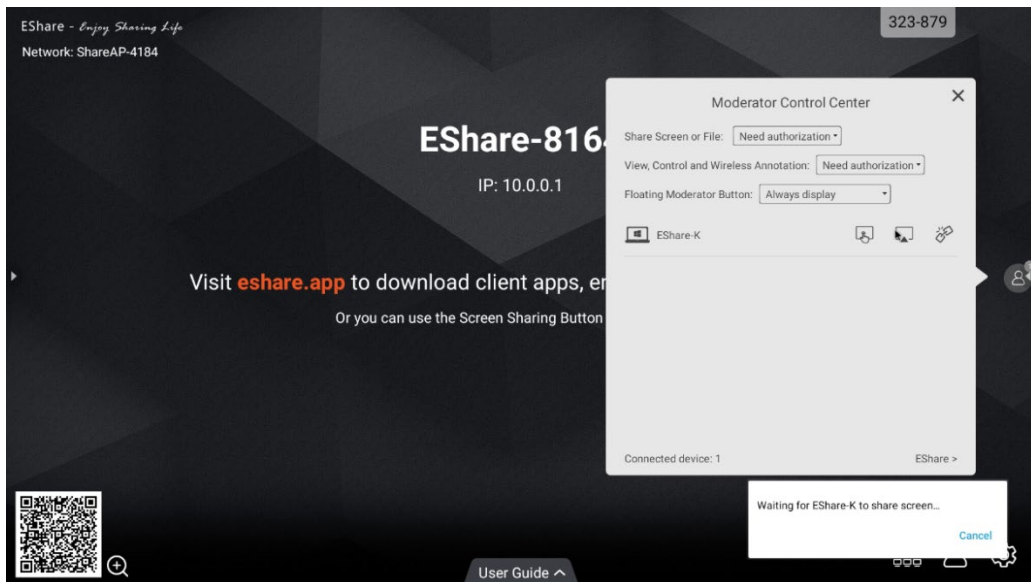 EShare - Enjoy Sharing Life
323-879
Network: ShareAP-4184
Moderator Control Center
Share Screen or File: Need authorization
View, Control and Wireless Annotation: Need authorization
Floating Moderator Button: Always display
EShare-K
Connected device: 1 EShare >
EShare-816
IP: 10.0.0.1
Visit eshare.app to download client apps,
Or you can use the Screen Sharing Button
Waiting for EShare-K to share screen...
Cancel
User Guide